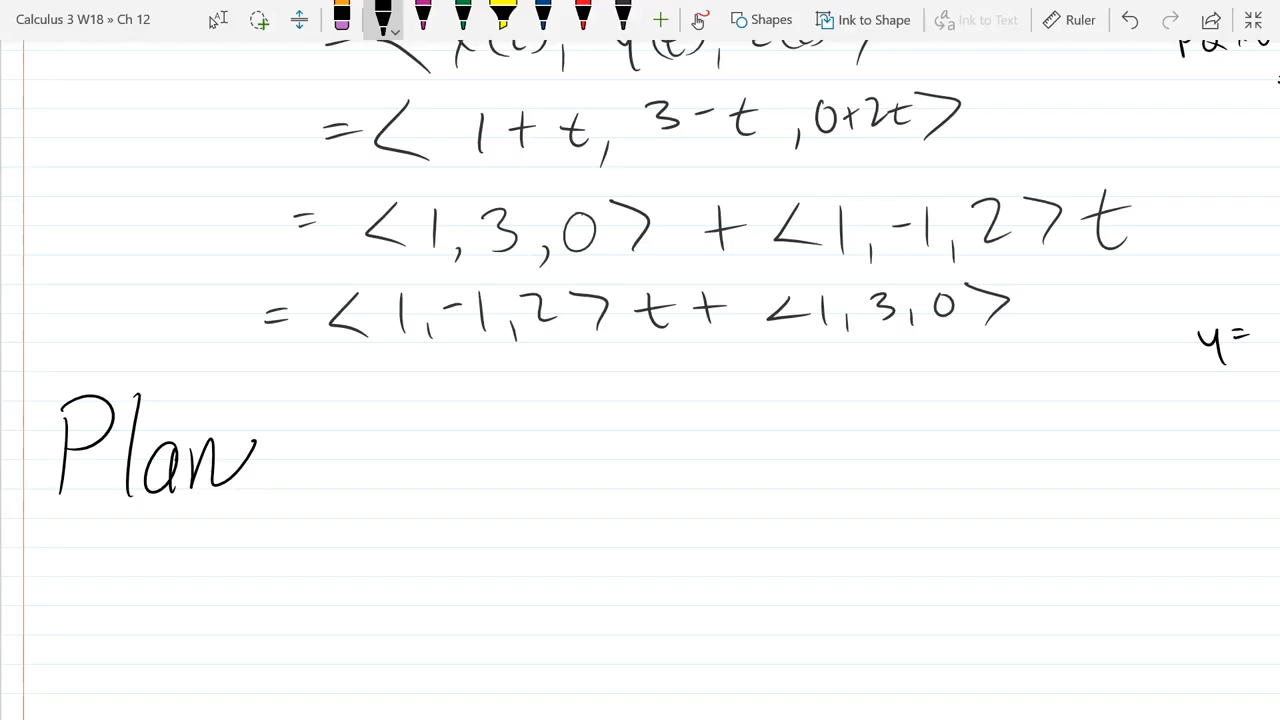 Calculus 3 W18 » Ch 12
Shapes
Ink to Shape
Ink to Text
Ruler
= < x(t), y(t), z(t) >
= < 1 + t, 3 - t, 0+2t >
= < 1, 3, 0 > + < 1, -1, 2 > t
= < 1, -1, 2 > t + < 1, 3, 0 >
y =
Plan